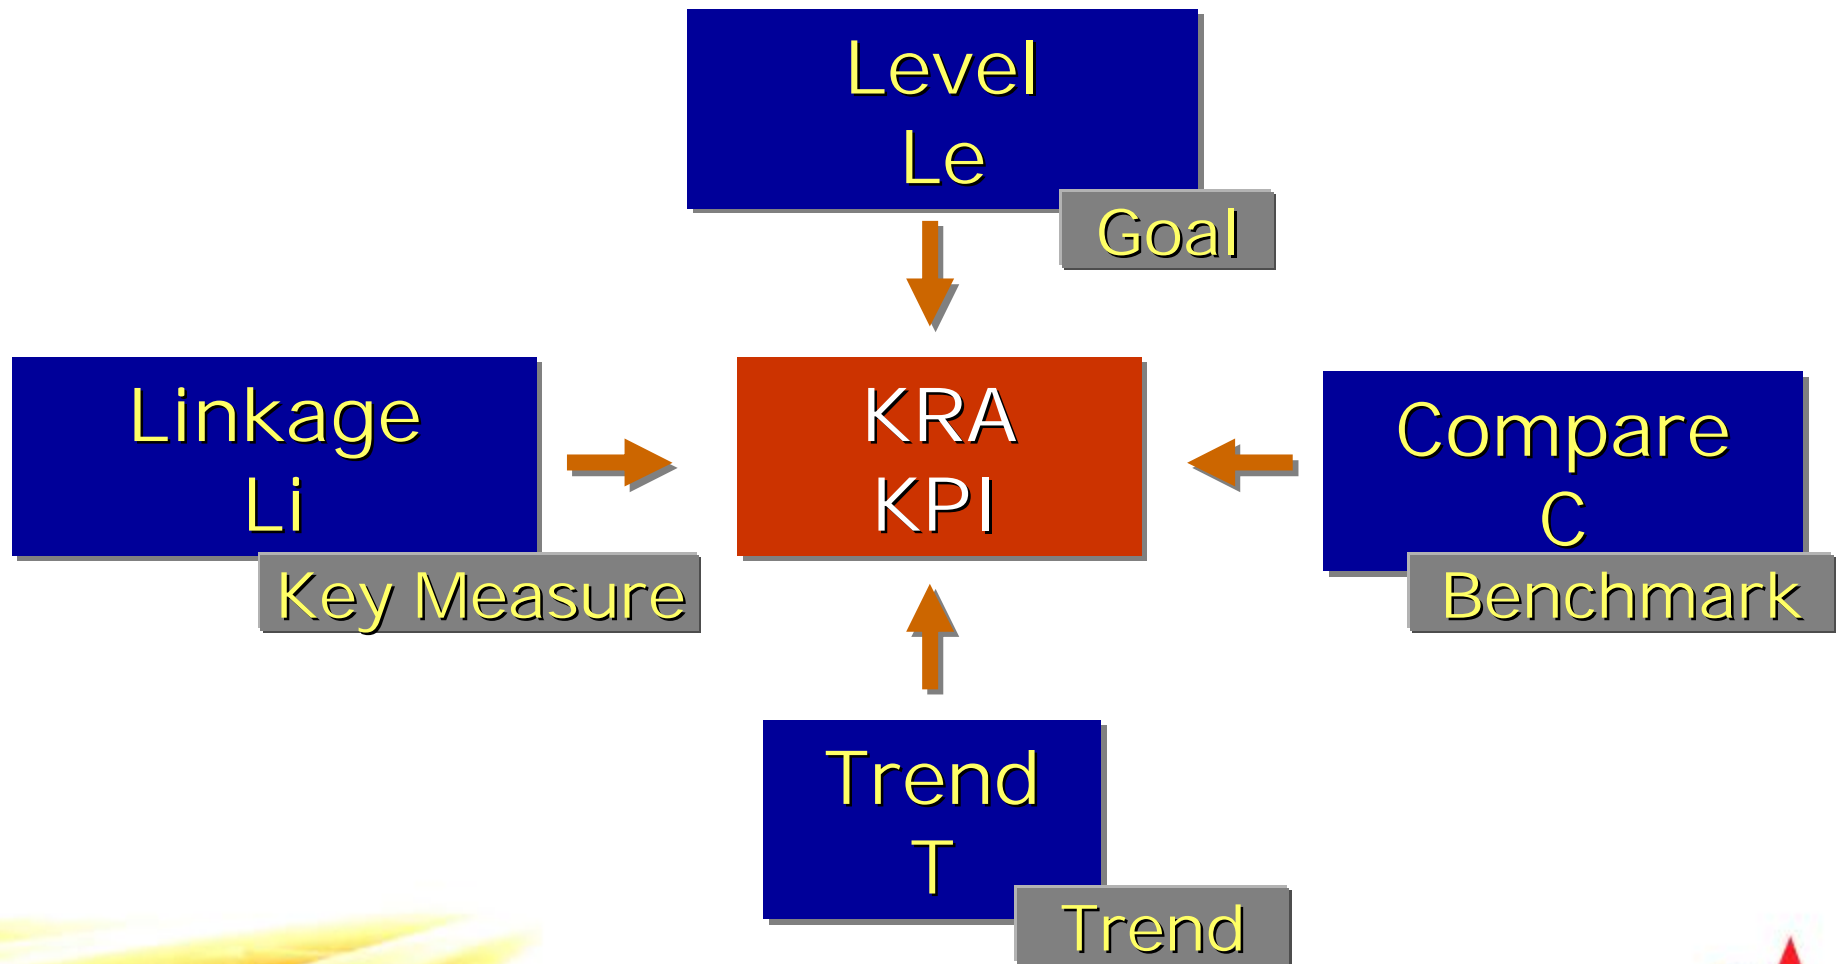 Level
Le
Goal
Linkage
Li
Key Measure
KRA
KPI
Compare
C
Benchmark
Trend
T
Trend